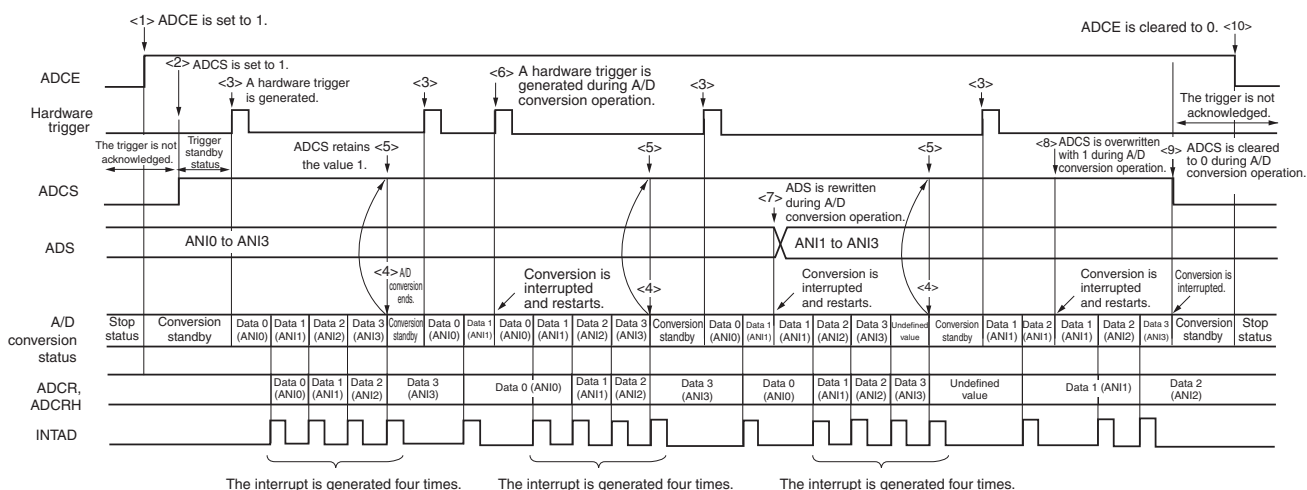 <1> ADCE is set to 1.
ADCE is cleared to 0. <10>
ADCE
<2> ADCS is set to 1.
<3> A hardware trigger
is generated.
<3>
<6> A hardware trigger is
generated during A/D
conversion operation.
<3>
<3>
Hardware
trigger
The trigger is not
acknowledged.
The trigger is not
acknowledged.
Trigger
standby
status
ADCS retains <5>
the value 1.
<5>
<5>
<8> ADCS is overwritten
with 1 during A/D
conversion operation.
<9> ADCS is cleared
to 0 during A/D
conversion operation.
ADCS
<7> ADS is rewritten
during A/D
conversion operation.
ADS
ANI0 to ANI3
ANI1 to ANI3
<4> A/D
conversion
ends.
Conversion is
interrupted
and restarts.
<4>
Conversion is
interrupted
and restarts.
<4>
Conversion is
interrupted
and restarts.
Conversion is
interrupted.
A/D
conversion
status
Stop
status
Conversion
standby
Data 0
(ANI0)
Data 1
(ANI1)
Data 2
(ANI2)
Data 3
(ANI3)
Conversion
standby
Data 0
(ANI0)
Data 1
(ANI1)
Data 0
(ANI0)
Data 1
(ANI1)
Data 2
(ANI2)
Data 3
(ANI3)
Conversion
standby
Data 0
(ANI0)
Data 1
(ANI1)
Data 1
(ANI1)
Data 2
(ANI2)
Data 3
(ANI3)
Undefined
value
Conversion
standby
Data 1
(ANI1)
Data 2
(ANI1)
Data 1
(ANI1)
Data 2
(ANI2)
Data 3
(ANI3)
Conversion
standby
Stop
status
ADCR,
ADCRH
Data 0
(ANI0)
Data 1
(ANI1)
Data 2
(ANI2)
Data 3
(ANI3)
Data 0 (ANI0)
Data 1
(ANI1)
Data 2
(ANI2)
Data 3
(ANI3)
Data 0
(ANI0)
Data 1
(ANI1)
Data 2
(ANI2)
Data 3
(ANI3)
Undefined
value
Data 1 (ANI1)
Data 2
(ANI2)
INTAD
The interrupt is generated four times.
The interrupt is generated four times.
The interrupt is generated four times.